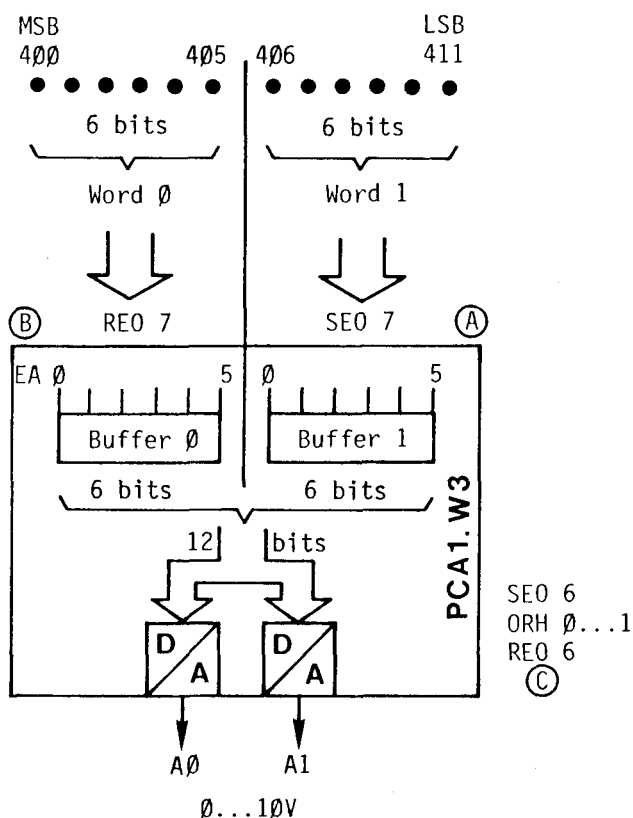 MSB LSB
4ØØ 4Ø5 4Ø6 411
6 bits 6 bits
Word Ø Word 1
B REO 7 SEO 7 A
EA Ø 5 Ø 5
Buffer Ø Buffer 1
6 bits 6 bits
12 bits
PCA1.W3
SEO 6
ORH Ø...1
REO 6
C
D A D A
AØ A1
Ø...1ØV